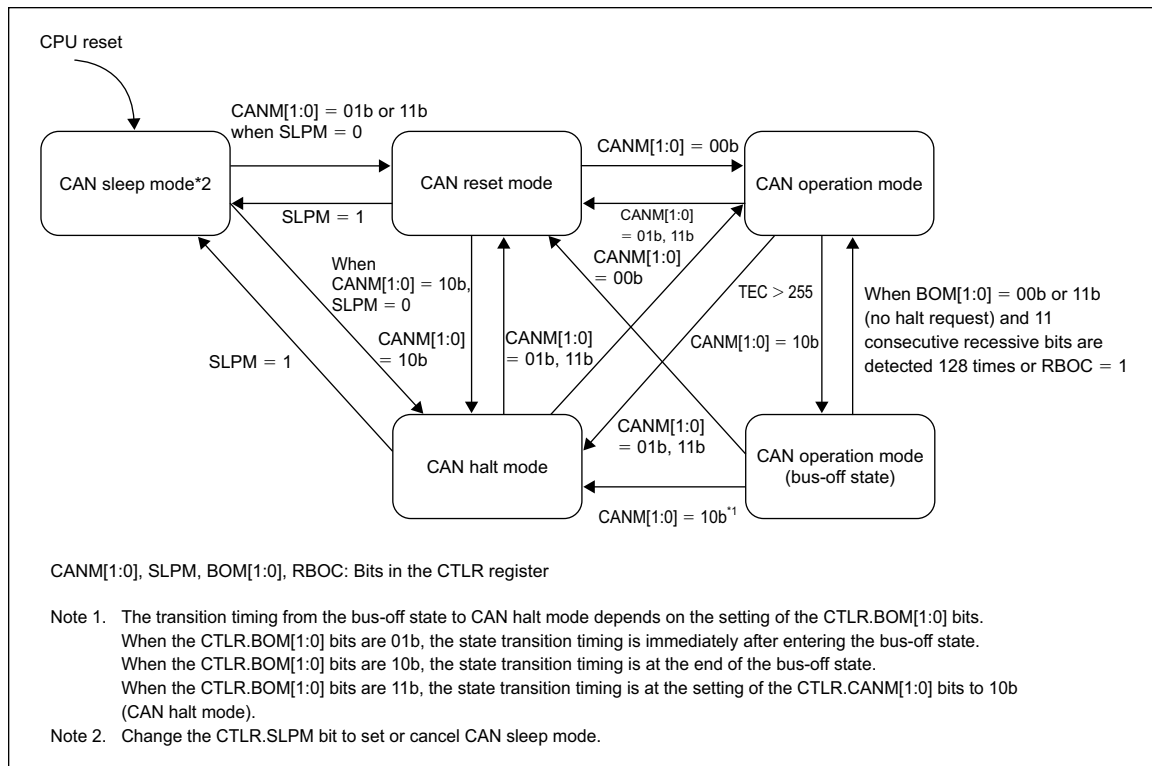 CPU reset
CANM[1:0] = 01b or 11b
when SLPM = 0
CAN sleep mode*2
CAN reset mode
CANM[1:0] = 00b
CAN operation mode
SLPM = 1
CANM[1:0]
= 01b, 11b
CANM[1:0]
= 00b
When
CANM[1:0] = 10b,
SLPM = 0
CANM[1:0]
= 10b
CANM[1:0]
= 01b, 11b
SLPM = 1
TEC > 255
CANM[1:0] = 10b
When BOM[1:0] = 00b or 11b
(no halt request) and 11
consecutive recessive bits are
detected 128 times or RBOC = 1
CAN halt mode
CANM[1:0]
= 01b, 11b
CAN operation mode
(bus-off state)
CANM[1:0] = 10b*1
CANM[1:0], SLPM, BOM[1:0], RBOC: Bits in the CTLR register
Note 1. The transition timing from the bus-off state to CAN halt mode depends on the setting of the CTLR.BOM[1:0] bits.
When the CTLR.BOM[1:0] bits are 01b, the state transition timing is immediately after entering the bus-off state.
When the CTLR.BOM[1:0] bits are 10b, the state transition timing is at the end of the bus-off state.
When the CTLR.BOM[1:0] bits are 11b, the state transition timing is at the setting of the CTLR.CANM[1:0] bits to 10b
(CAN halt mode).
Note 2. Change the CTLR.SLPM bit to set or cancel CAN sleep mode.